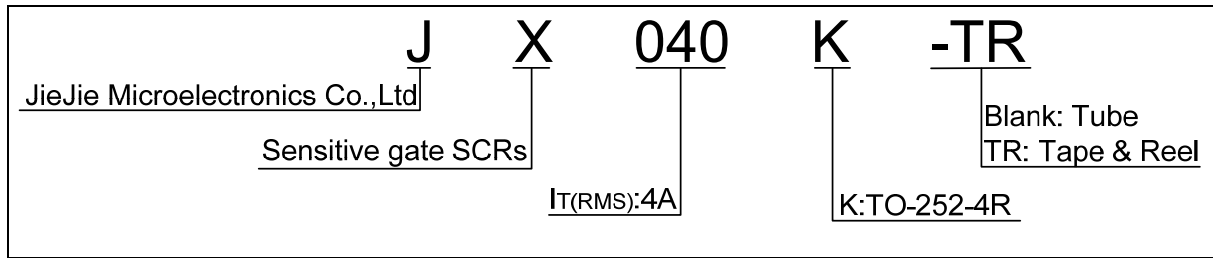 J X 040 K -TR
JieJie Microelectronics Co.,Ltd
Blank: Tube
Sensitive gate SCRs
TR: Tape & Reel
IT(RMS):4A
K:TO-252-4R